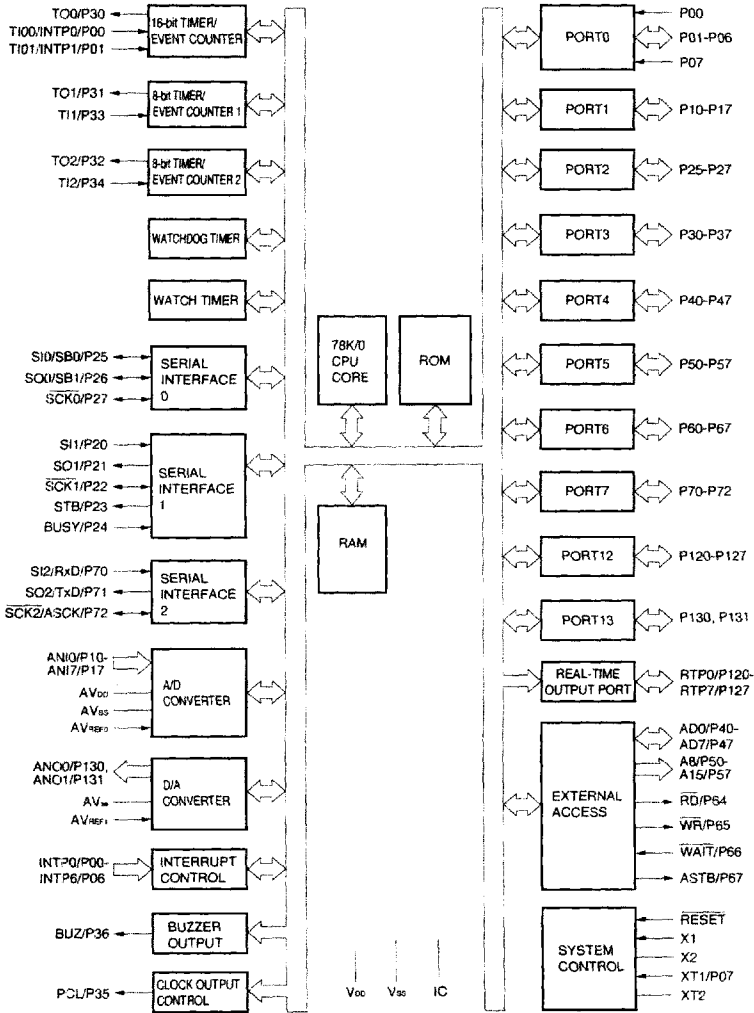 TO0/P30
TI00/INTP0/P00
TI01/INTP1/P01
16-bit TIMER/
EVENT COUNTER
TO1/P31
TI1/P33
8-bit TIMER/
EVENT COUNTER 1
TO2/P32
TI2/P34
8-bit TIMER/
EVENT COUNTER 2
WATCHDOG TIMER
WATCH TIMER
SI0/SB0/P25
SO0/SB1/P26
SCK0/P27
SERIAL
INTERFACE
0
SI1/P20
SO1/P21
SCK1/P22
STB/P23
BUSY/P24
SERIAL
INTERFACE
1
SI2/RxD/P70
SO2/TxD/P71
SCK2/ASCK/P72
SERIAL
INTERFACE
2
ANI0/P10-
ANI7/P17
AVDD
AVSS
AVREF0
A/D
CONVERTER
ANO0/P130,
ANO1/P131
AVSS
AVREF1
D/A
CONVERTER
INTP0/P00-
INTP6/P06
INTERRUPT
CONTROL
BUZ/P36
BUZZER
OUTPUT
PCL/P35
CLOCK OUTPUT
CONTROL
78K/0
CPU
CORE
ROM
RAM
VDD
VSS
IC
PORT0
P00
P01-P06
P07
PORT1
P10-P17
PORT2
P25-P27
PORT3
P30-P37
PORT4
P40-P47
PORT5
P50-P57
PORT6
P60-P67
PORT7
P70-P72
PORT12
P120-P127
PORT13
P130, P131
REAL-TIME
OUTPUT PORT
RTP0/P120-
RTP7/P127
EXTERNAL
ACCESS
AD0/P40-
AD7/P47
A8/P50-
A15/P57
RD/P64
WR/P65
WAIT/P66
ASTB/P67
SYSTEM
CONTROL
RESET
X1
X2
XT1/P07
XT2